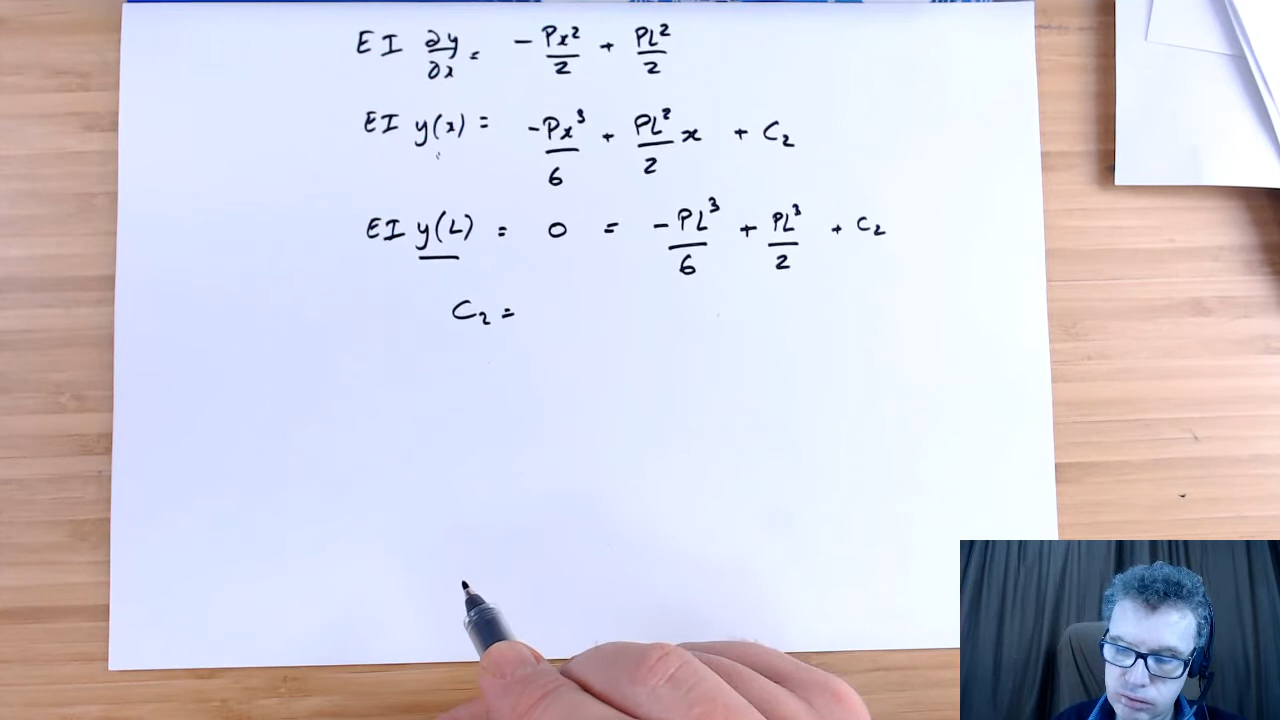 EI ∂y/∂x = - Px²/2 + PL²/2
EI y(x) = -Px³/6 + PL²/2 x + C₂
EI y(L) = 0 = -PL³/6 + PL³/2 + C₂
C₂ =